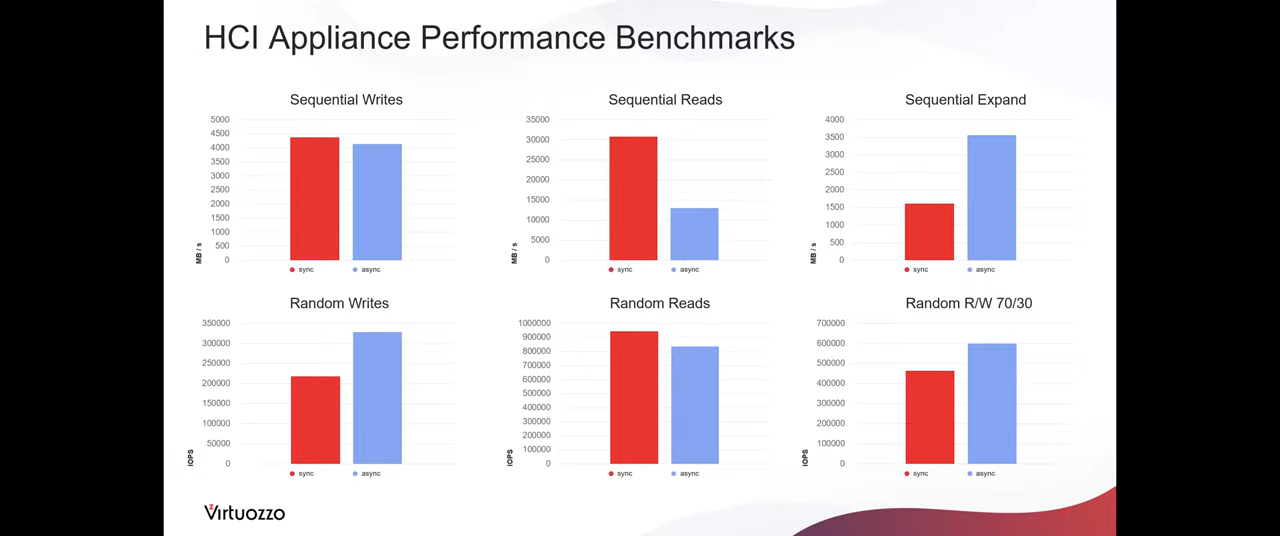 HCI Appliance Performance Benchmarks
Sequential Writes
5000
4500
4000
3500
3000
2500
2000
1500
1000
500
0
MB / s
sync
async
Sequential Reads
35000
30000
25000
20000
15000
10000
5000
0
MB / s
sync
async
Sequential Expand
4000
3500
3000
2500
2000
1500
1000
500
0
MB / s
sync
async
Random Writes
350000
300000
250000
200000
150000
100000
50000
0
IOPS
sync
async
Random Reads
1000000
900000
800000
700000
600000
500000
400000
300000
200000
100000
0
IOPS
sync
async
Random R/W 70/30
700000
600000
500000
400000
300000
200000
100000
0
IOPS
sync
async
Virtuozzo